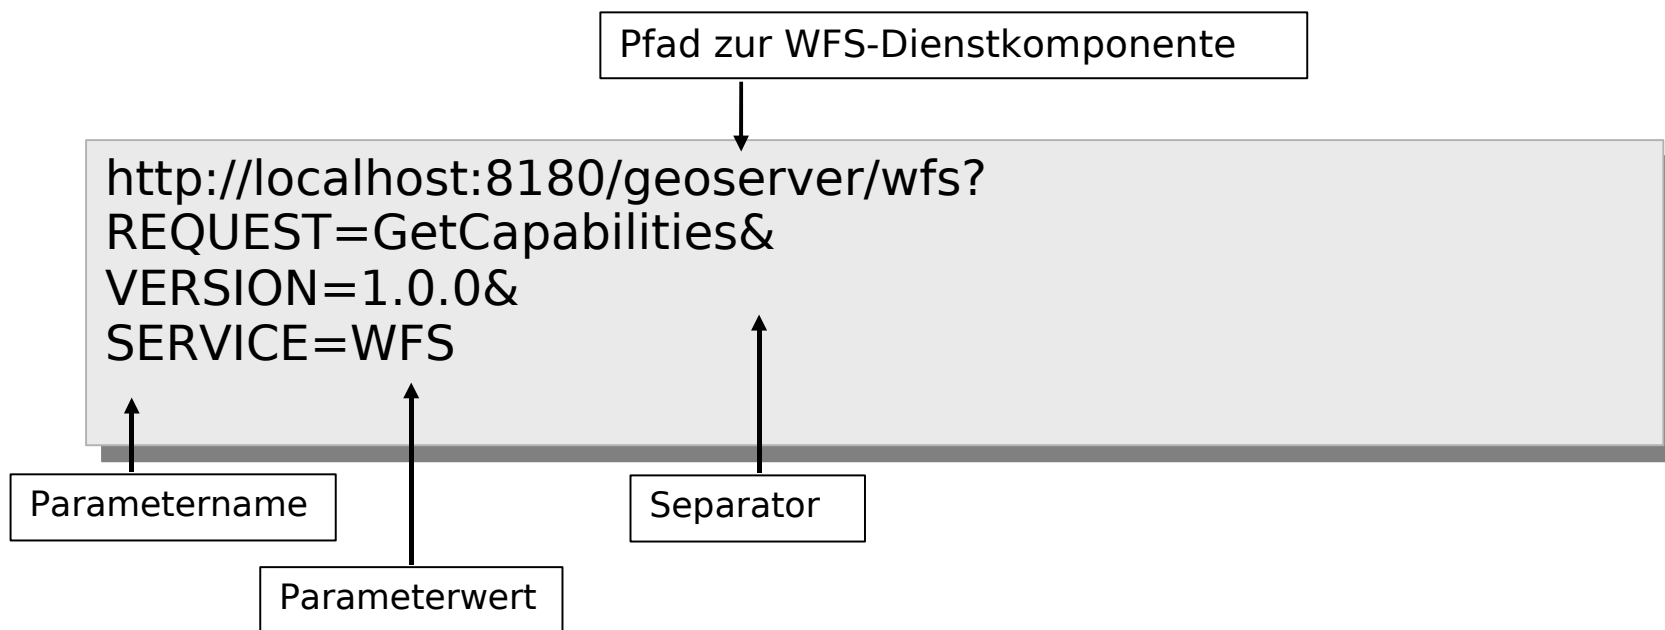 Pfad zur WFS-Dienstkomponente
http://localhost:8180/geoserver/wfs?
REQUEST=GetCapabilities&
VERSION=1.0.0&
SERVICE=WFS
Parametername
Separator
Parameterwert